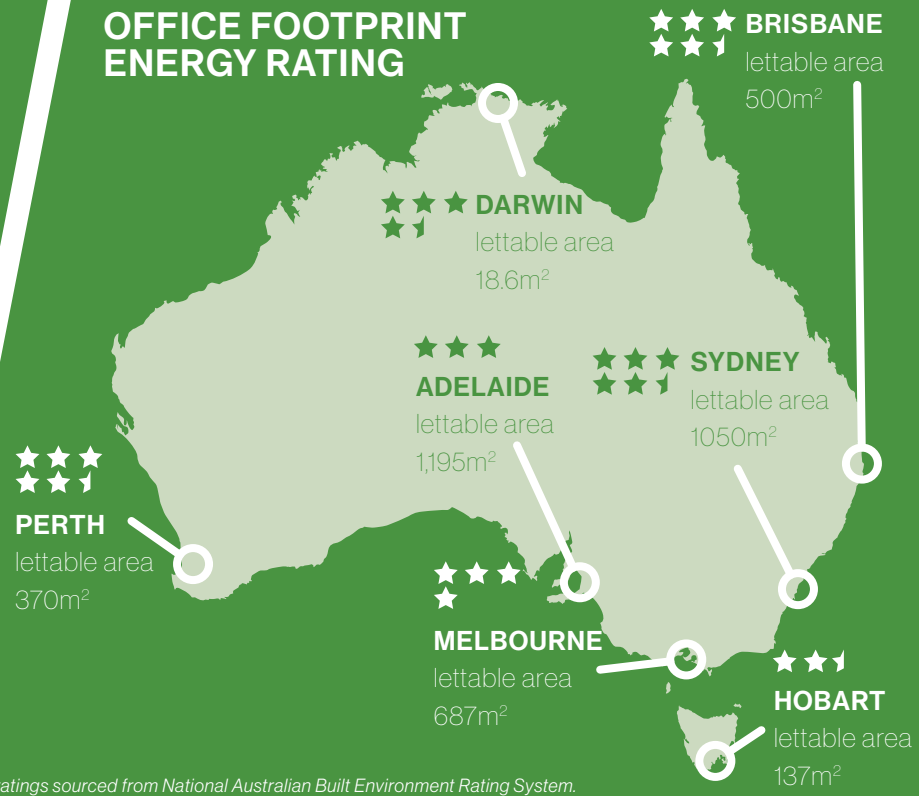 OFFICE FOOTPRINT
ENERGY RATING
BRISBANE
lettable area
500m²
DARWIN
lettable area
18.6m²
ADELAIDE
lettable area
1,195m²
SYDNEY
lettable area
1050m²
PERTH
lettable area
370m²
MELBOURNE
lettable area
687m²
HOBART
lettable area
137m²
sourced from National Australian Built Environment Rating System.